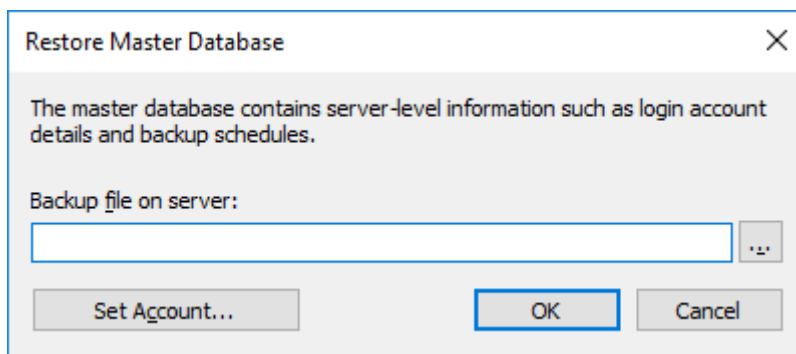 Restore Master Database
The master database contains server-level information such as login account
details and backup schedules.
Backup file on server:
...
Set Account...
OK
Cancel